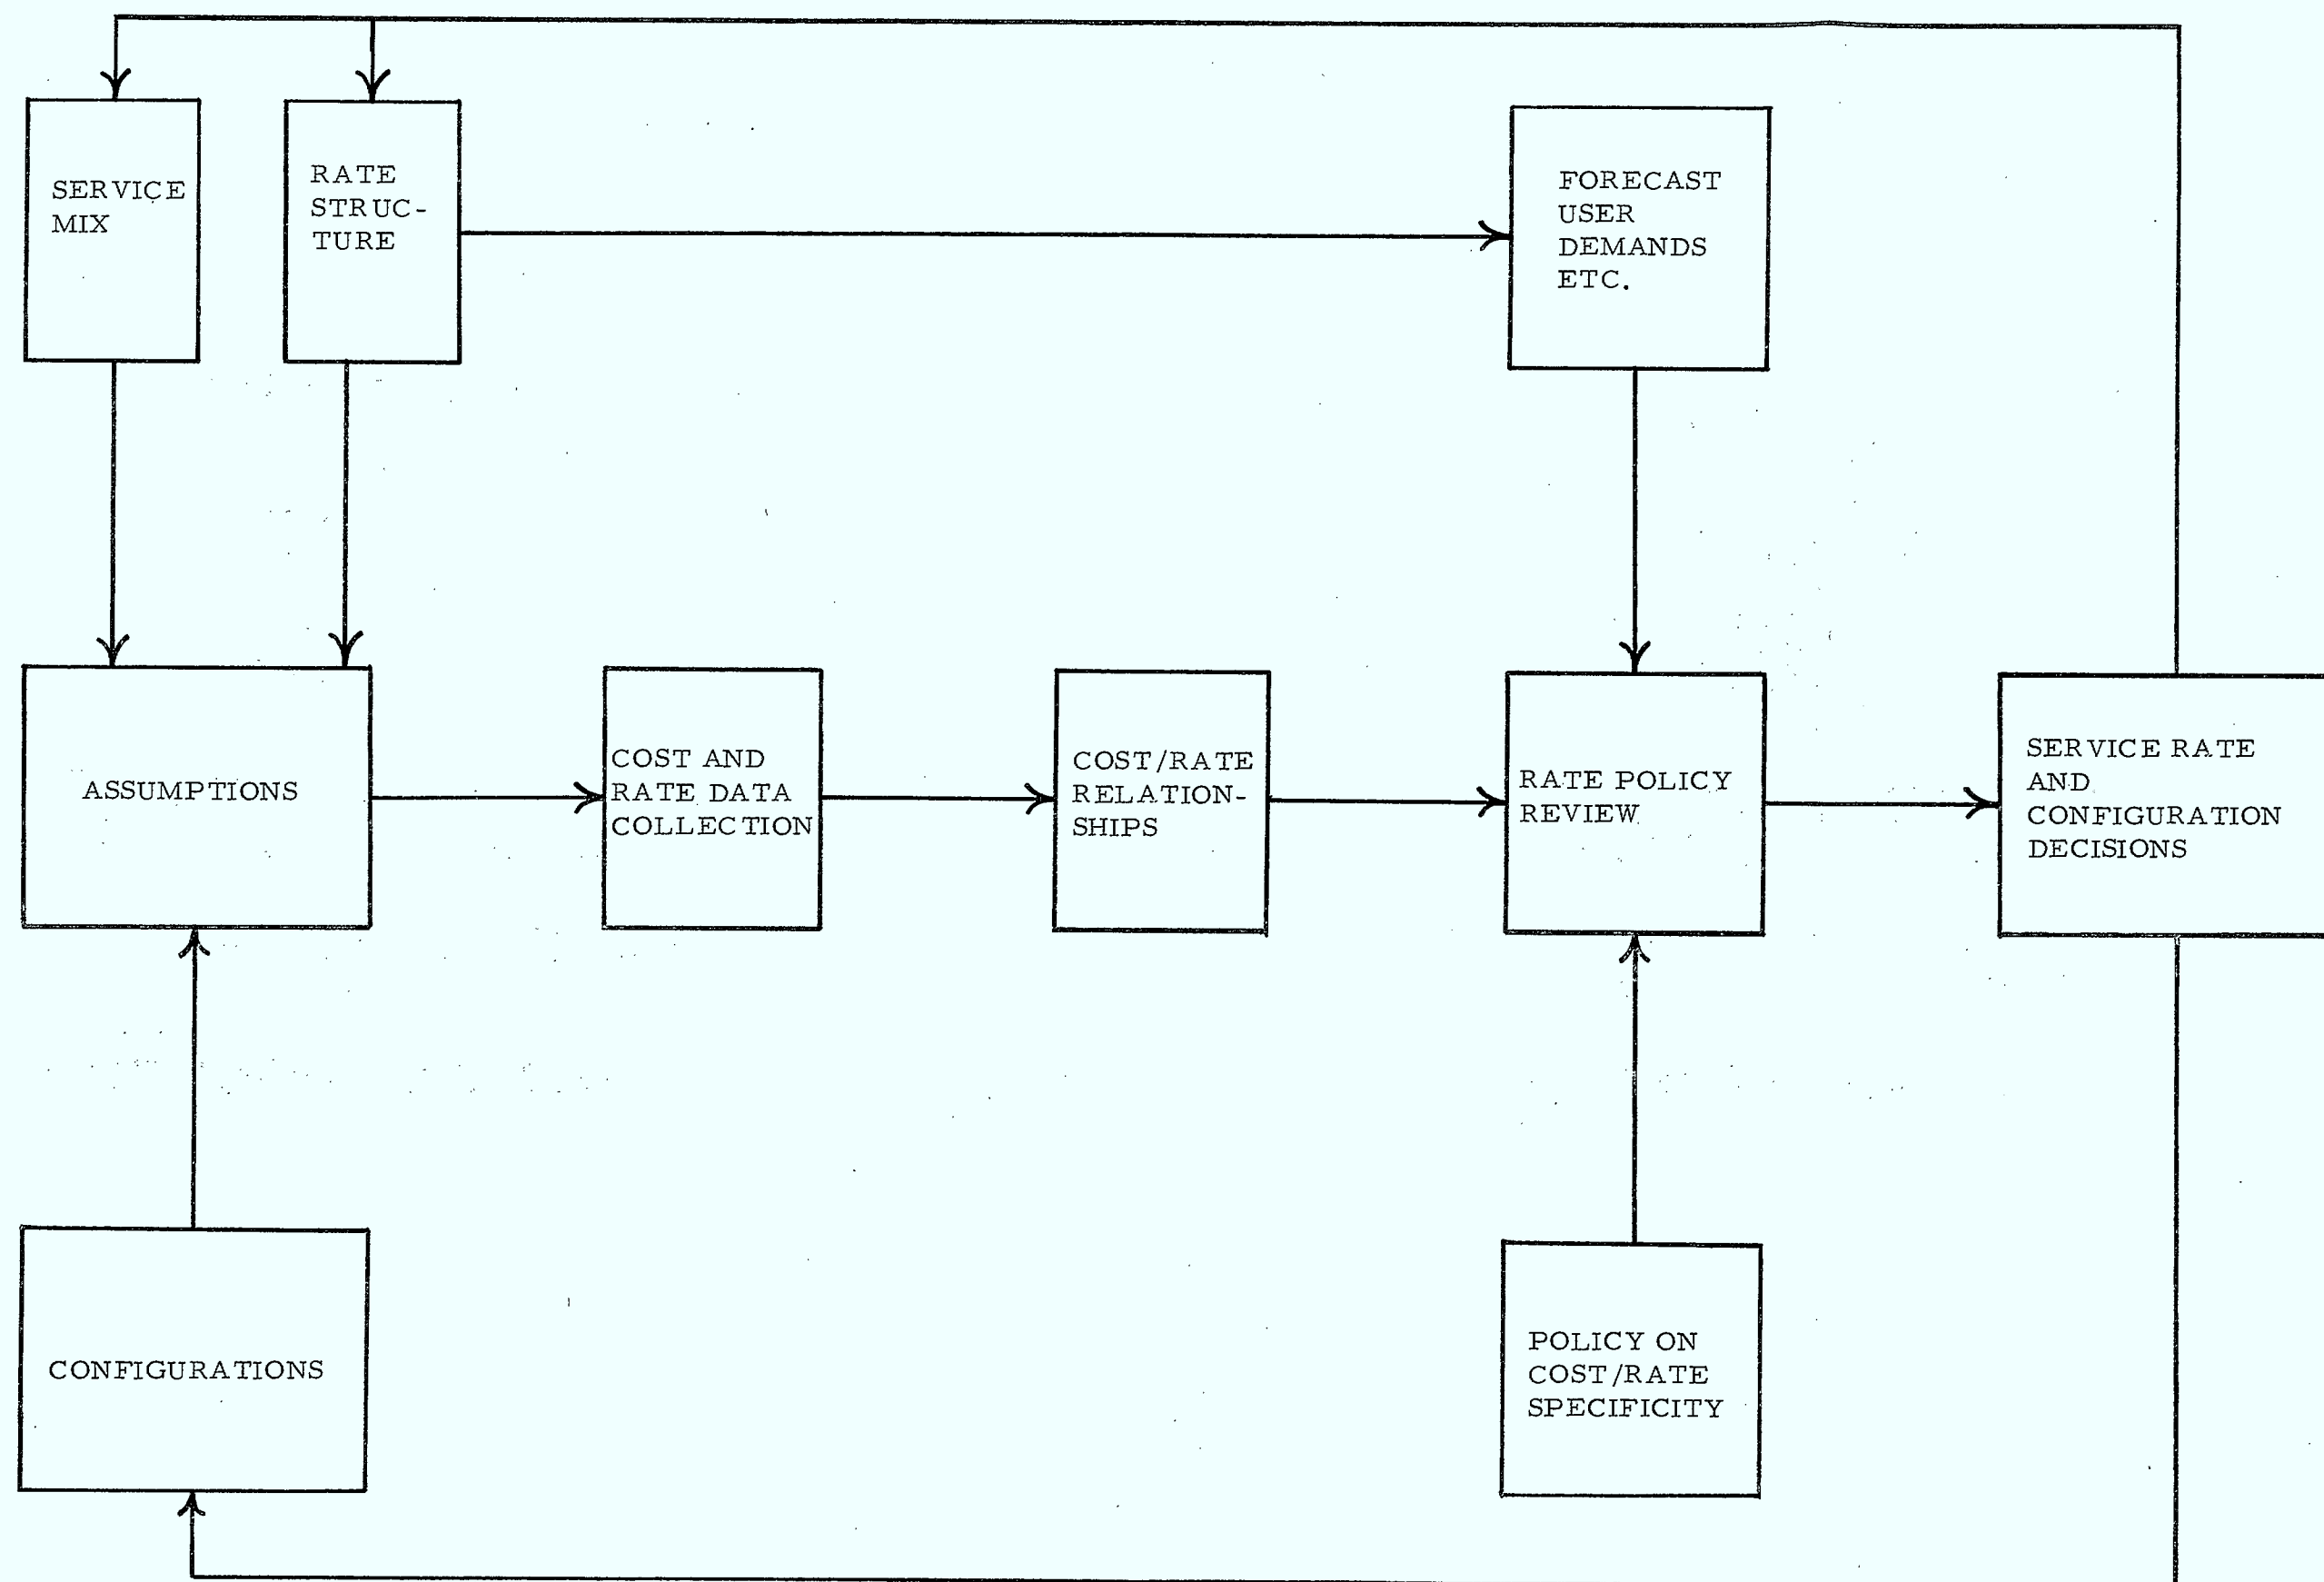 SERVICE
MIX
RATE
STRUC-
TURE
FORECAST
USER
DEMANDS
ETC.
ASSUMPTIONS
COST AND
RATE DATA
COLLECTION
COST/RATE
RELATION-
SHIPS
RATE POLICY
REVIEW
SERVICE RATE
AND
CONFIGURATION
DECISIONS
CONFIGURATIONS
POLICY ON
COST/RATE
SPECIFICITY